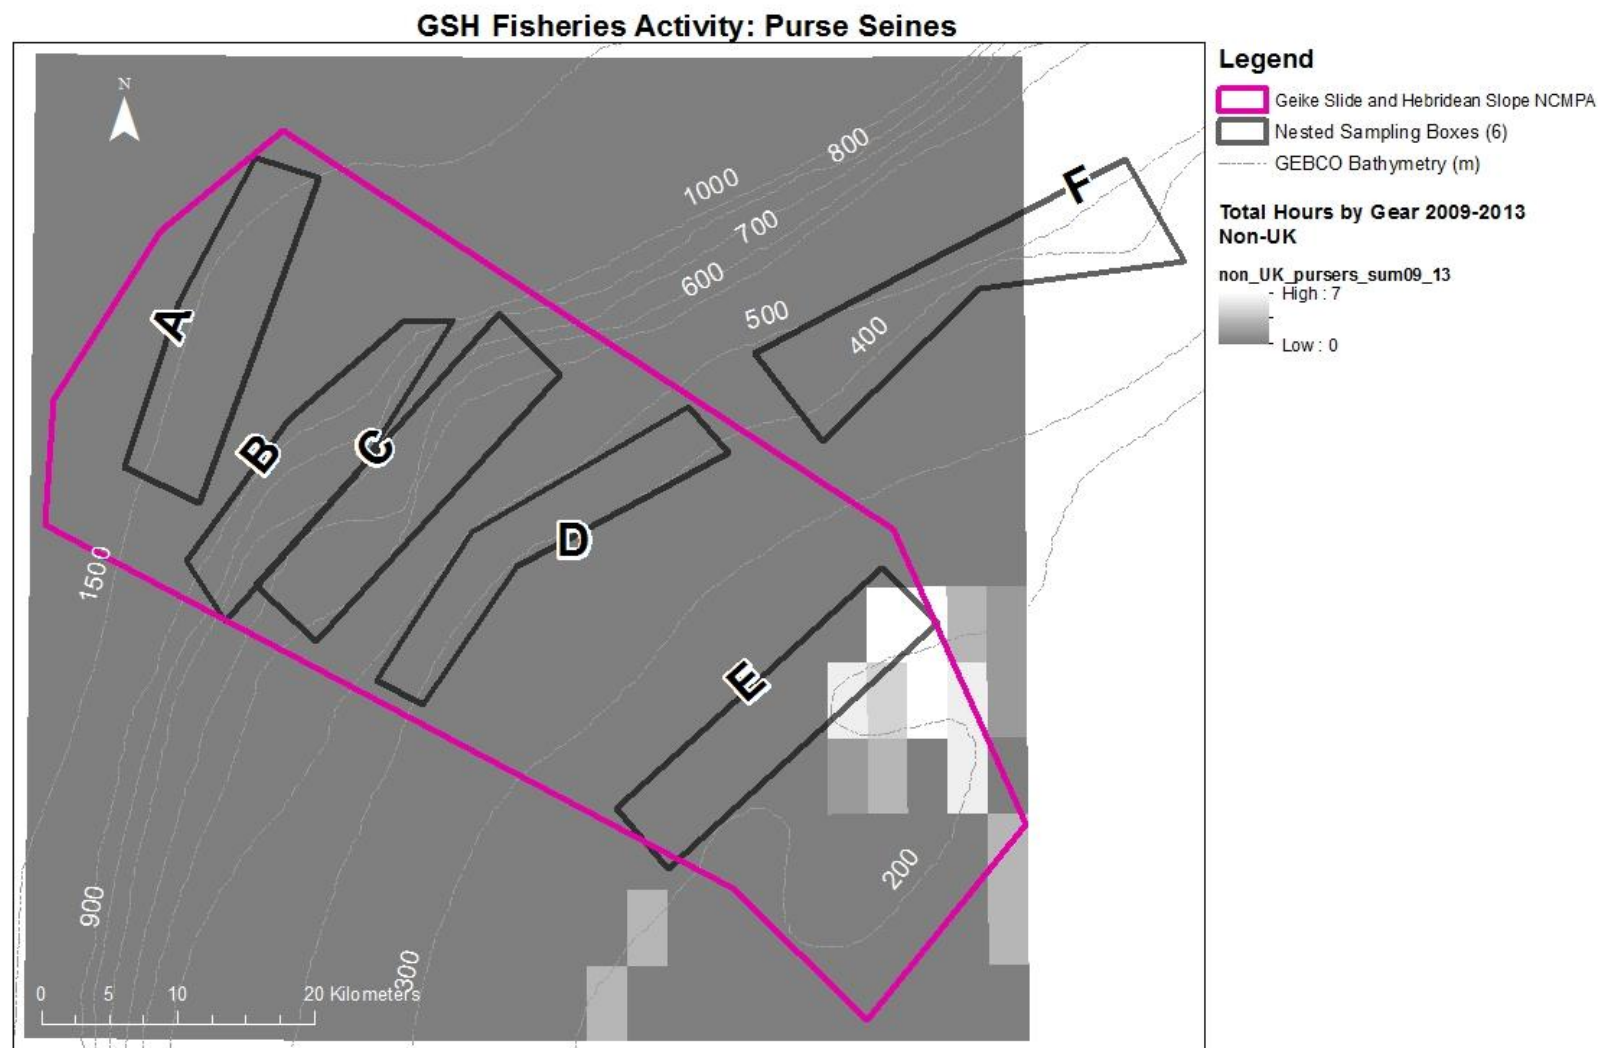 GSH Fisheries Activity: Purse Seines
N
A
B
C
D
E
F
1000
800
700
600
500
400
1500
900
300
200
0 5 10 20 Kilometers
Legend
Geike Slide and Hebridean Slope NCMPA
Nested Sampling Boxes (6)
GEBCO Bathymetry (m)
Total Hours by Gear 2009-2013
Non-UK
non_UK_pursers_sum09_13
High : 7
Low : 0